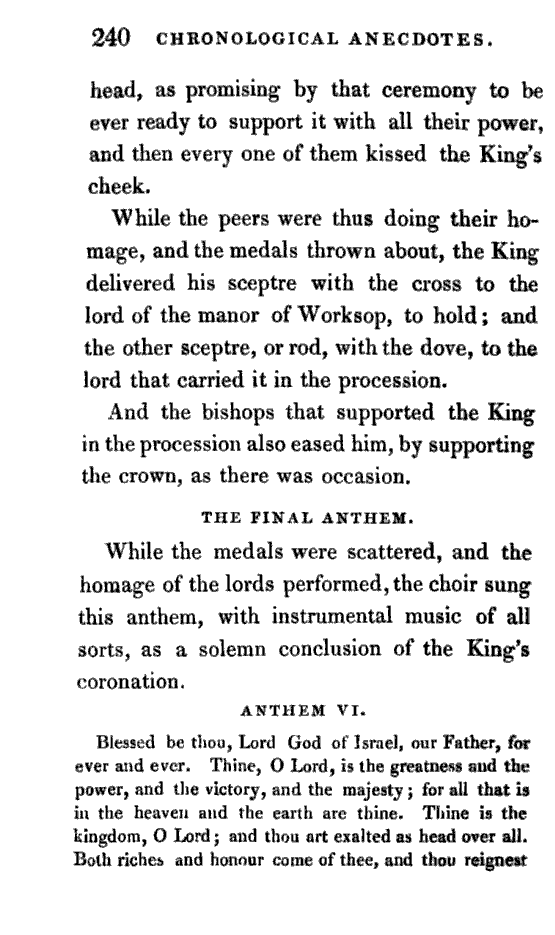 240 CHRONOLOGICAL ANECDOTES.
head, as promising by that ceremony to be
ever ready to support it with all their power,
and then every one of them kissed the King's
cheek.
While the peers were thus doing their ho-
mage, and the medals thrown about, the King
delivered his sceptre with the cross to the
lord of the manor of Worksop, to hold; and
the other sceptre, or rod, with the dove, to the
lord that carried it in the procession.
And the bishops that supported the King
in the procession also eased him, by supporting
the crown, as there was occasion.
THE FINAL ANTHEM.
While the medals were scattered, and the
homage of the lords performed, the choir sung
this anthem, with instrumental music of all
sorts, as a solemn conclusion of the King's
coronation.
ANTHEM VI.
Blessed be thou, Lord God of Israel, our Father, for
ever and ever. Thine, O Lord, is the greatness and the
power, and the victory, and the majesty; for all that is
in the heaven and the earth are thine. Thine is the
kingdom, O Lord; and thou art exalted as head over all.
Both riches and honour come of thee, and thou reignest